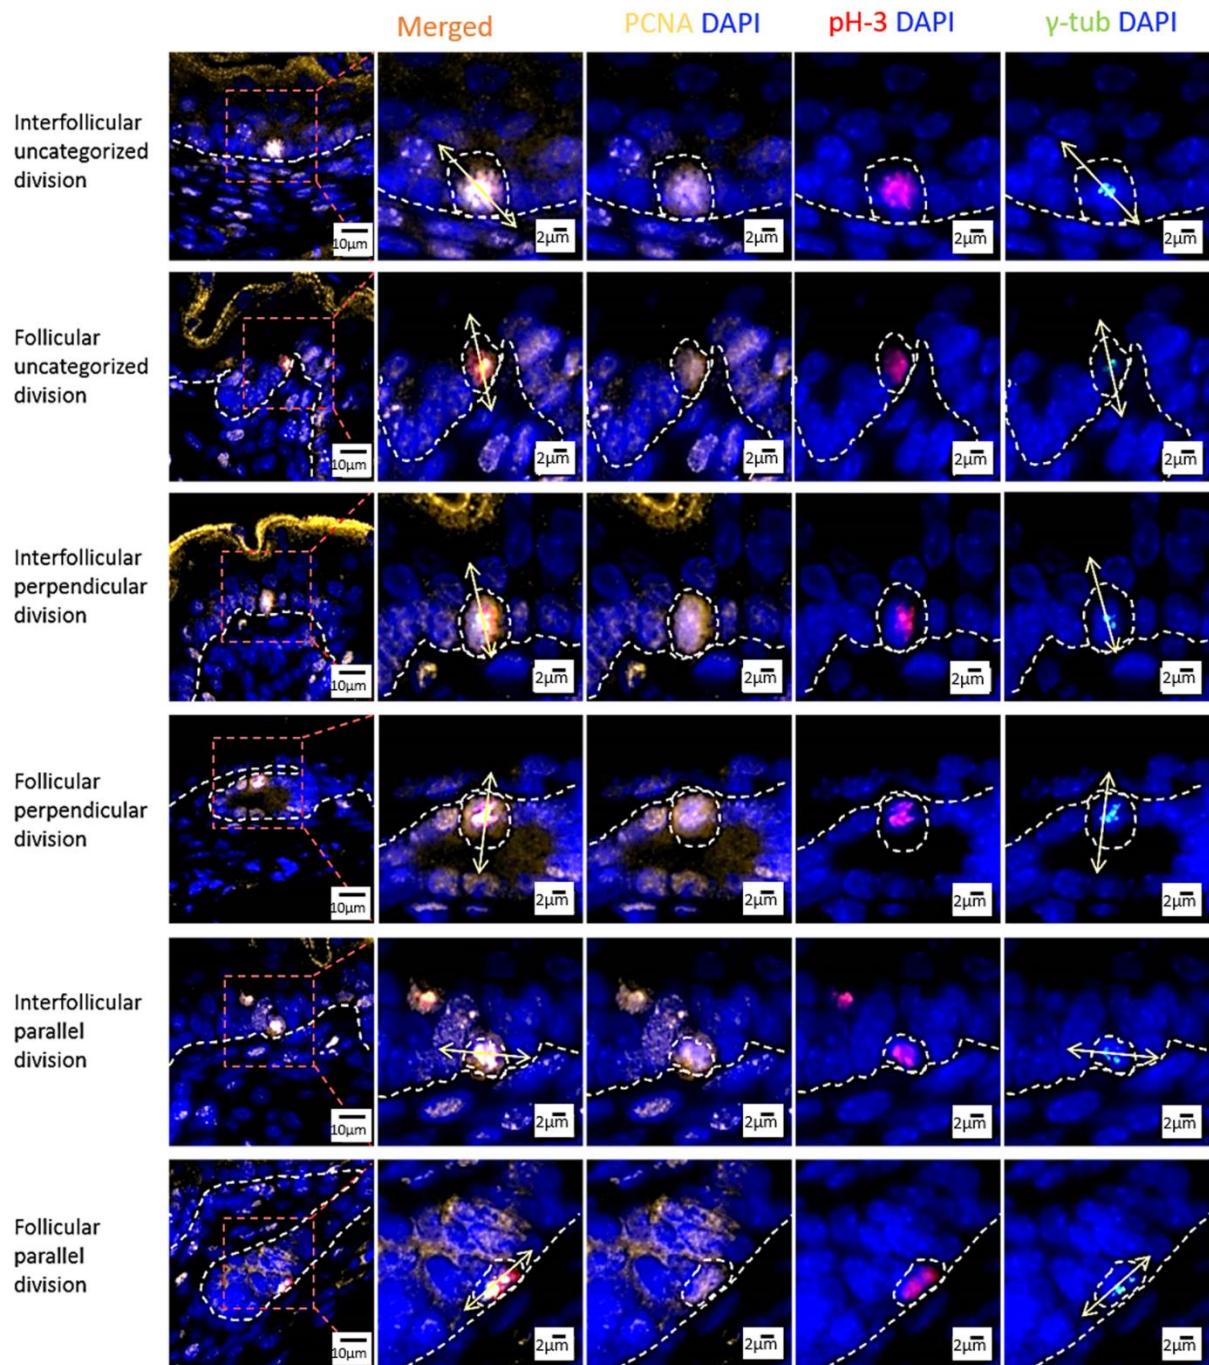 Merged PCNA DAPI pH-3 DAPI γ-tub DAPI
Interfollicular
uncategorized
division
10µm 2µm 2µm 2µm 2µm
Follicular
uncategorized
division
10µm 2µm 2µm 2µm 2µm
Interfollicular
perpendicular
division
10µm 2µm 2µm 2µm 2µm
Follicular
perpendicular
division
10µm 2µm 2µm 2µm 2µm
Interfollicular
parallel
division
10µm 2µm 2µm 2µm 2µm
Follicular
parallel
division
10µm 2µm 2µm 2µm 2µm